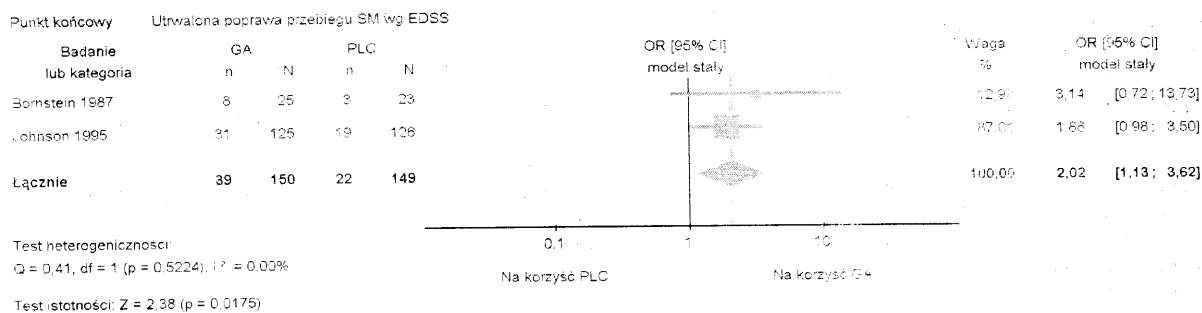 Punkt końcowy Utrwalona poprawa przebiegu SM wg EDSS
Badanie GA PLC OR [95% CI] Waga OR [95% CI]
lub kategoria n N n N model stały % model stały
Bornstein 1987 8 25 3 23 12,9 3,14 [0,72 ; 13,73]
Johnson 1995 31 125 19 126 87,0 1,86 [0,98 ; 3,50]
Łącznie 39 150 22 149 100,00 2,02 [1,13 ; 3,62]
0,1 1 10
Test heterogeniczności:
Q = 0,41, df = 1 (p = 0,5224), I² = 0,00%
Na korzyść PLC Na korzyść GA
Test istotności: Z = 2,38 (p = 0,0175)